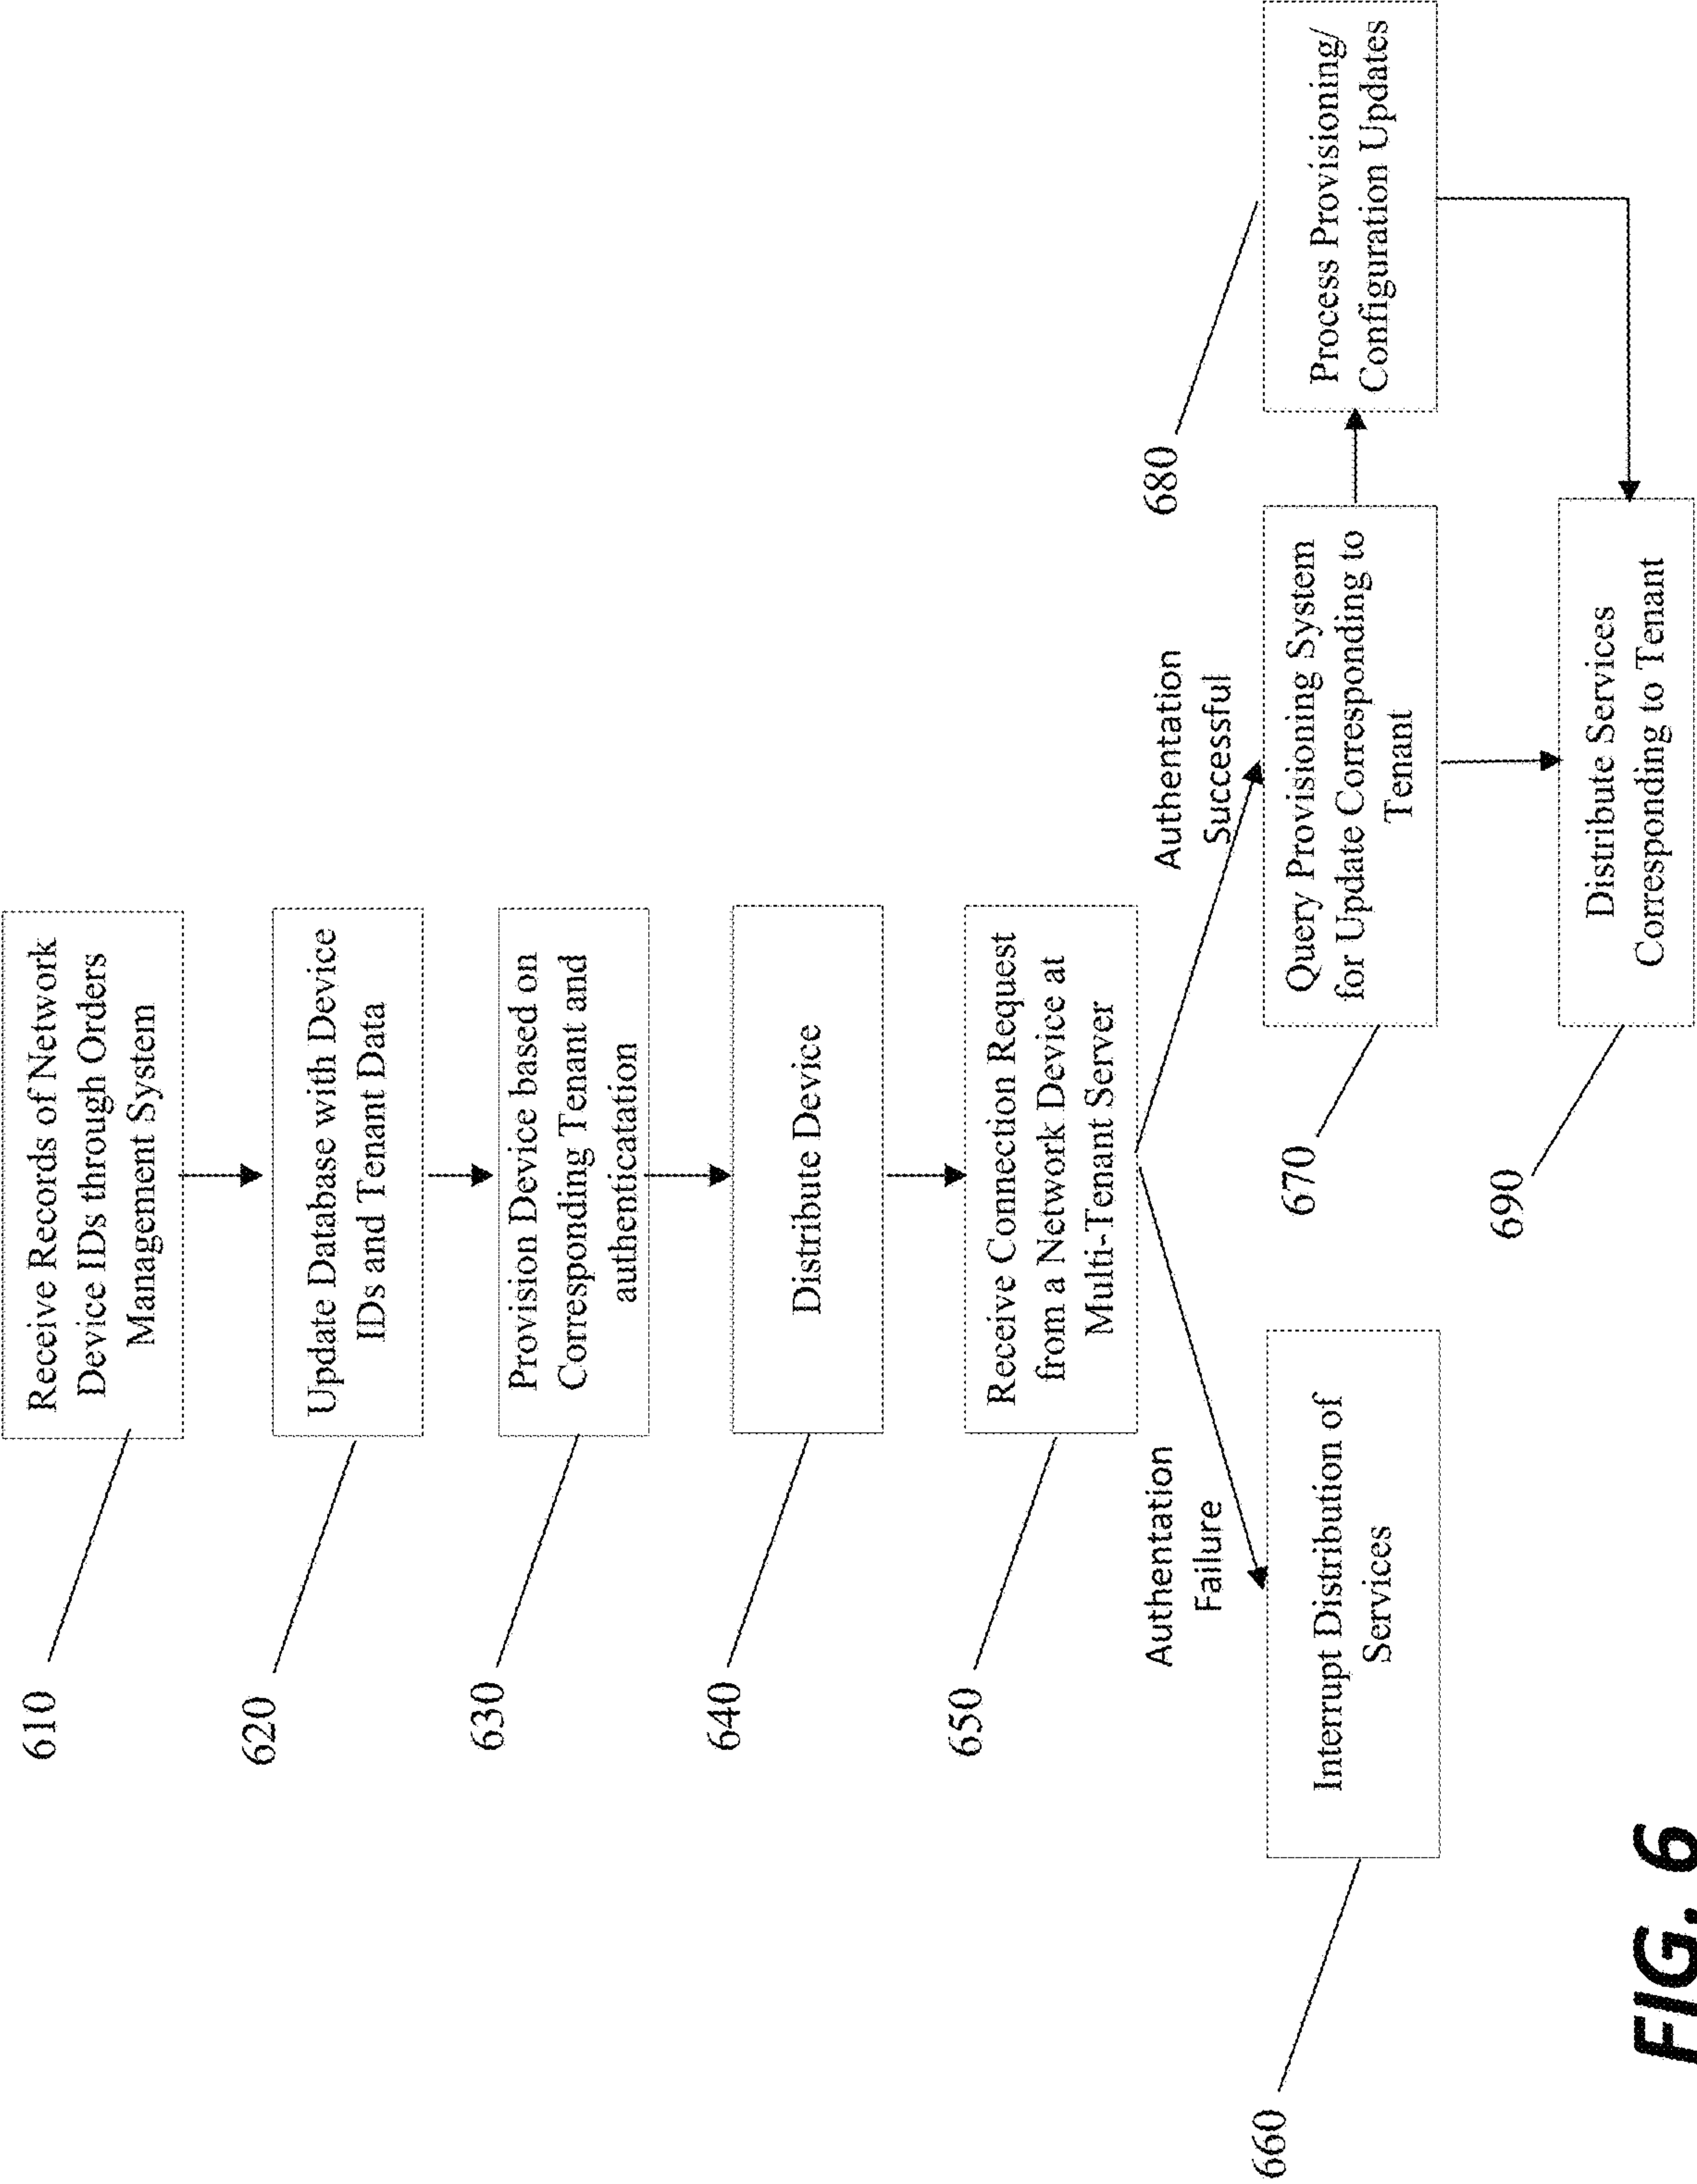 610
Receive Records of Network
Device IDs through Orders
Management System
620
Update Database with Device
IDs and Tenant Data
630
Provision Device based on
Corresponding Tenant and
authenticatation
640
Distribute Device
650
Receive Connection Request
from a Network Device at
Multi-Tenant Server
Authentation
Failure
Authentation
Successful
660
Interrupt Distribution of
Services
670
Query Provisioning System
for Update Corresponding to
Tenant
680
Process Provisioning/
Configuration Updates
690
Distribute Services
Corresponding to Tenant
FIG. 6